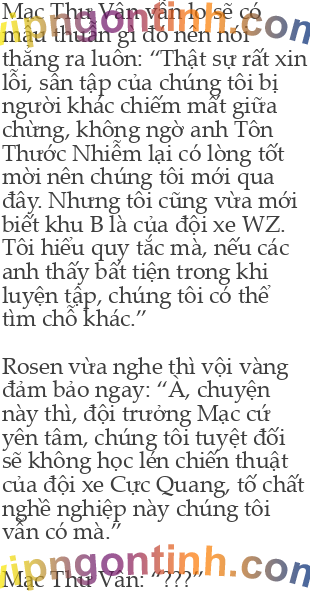 Mạc Thư Vân vẫn lo sẽ có
mâu thuẫn gì đó nên nói
thẳng ra luôn: “Thật sự rất xin
lỗi, sân tập của chúng tôi bị
người khác chiếm mất giữa
chừng, không ngờ anh Tôn
Thước Nhiễm lại có lòng tốt
mời nên chúng tôi mới qua
đây. Nhưng tôi cũng vừa mới
biết khu B là của đội xe WZ.
Tôi hiểu quy tắc mà, nếu các
anh thấy bất tiện trong khi
luyện tập, chúng tôi có thể
tìm chỗ khác.”
Rosen vừa nghe thì vội vàng
đảm bảo ngay: “À, chuyện
này thì, đội trưởng Mạc cứ
yên tâm, chúng tôi tuyệt đối
sẽ không học lén chiến thuật
của đội xe Cực Quang, tố chất
nghề nghiệp này chúng tôi
vẫn có mà.”
Mạc Thư Vân: “???”
vipngontinh.com
vipngontinh.com